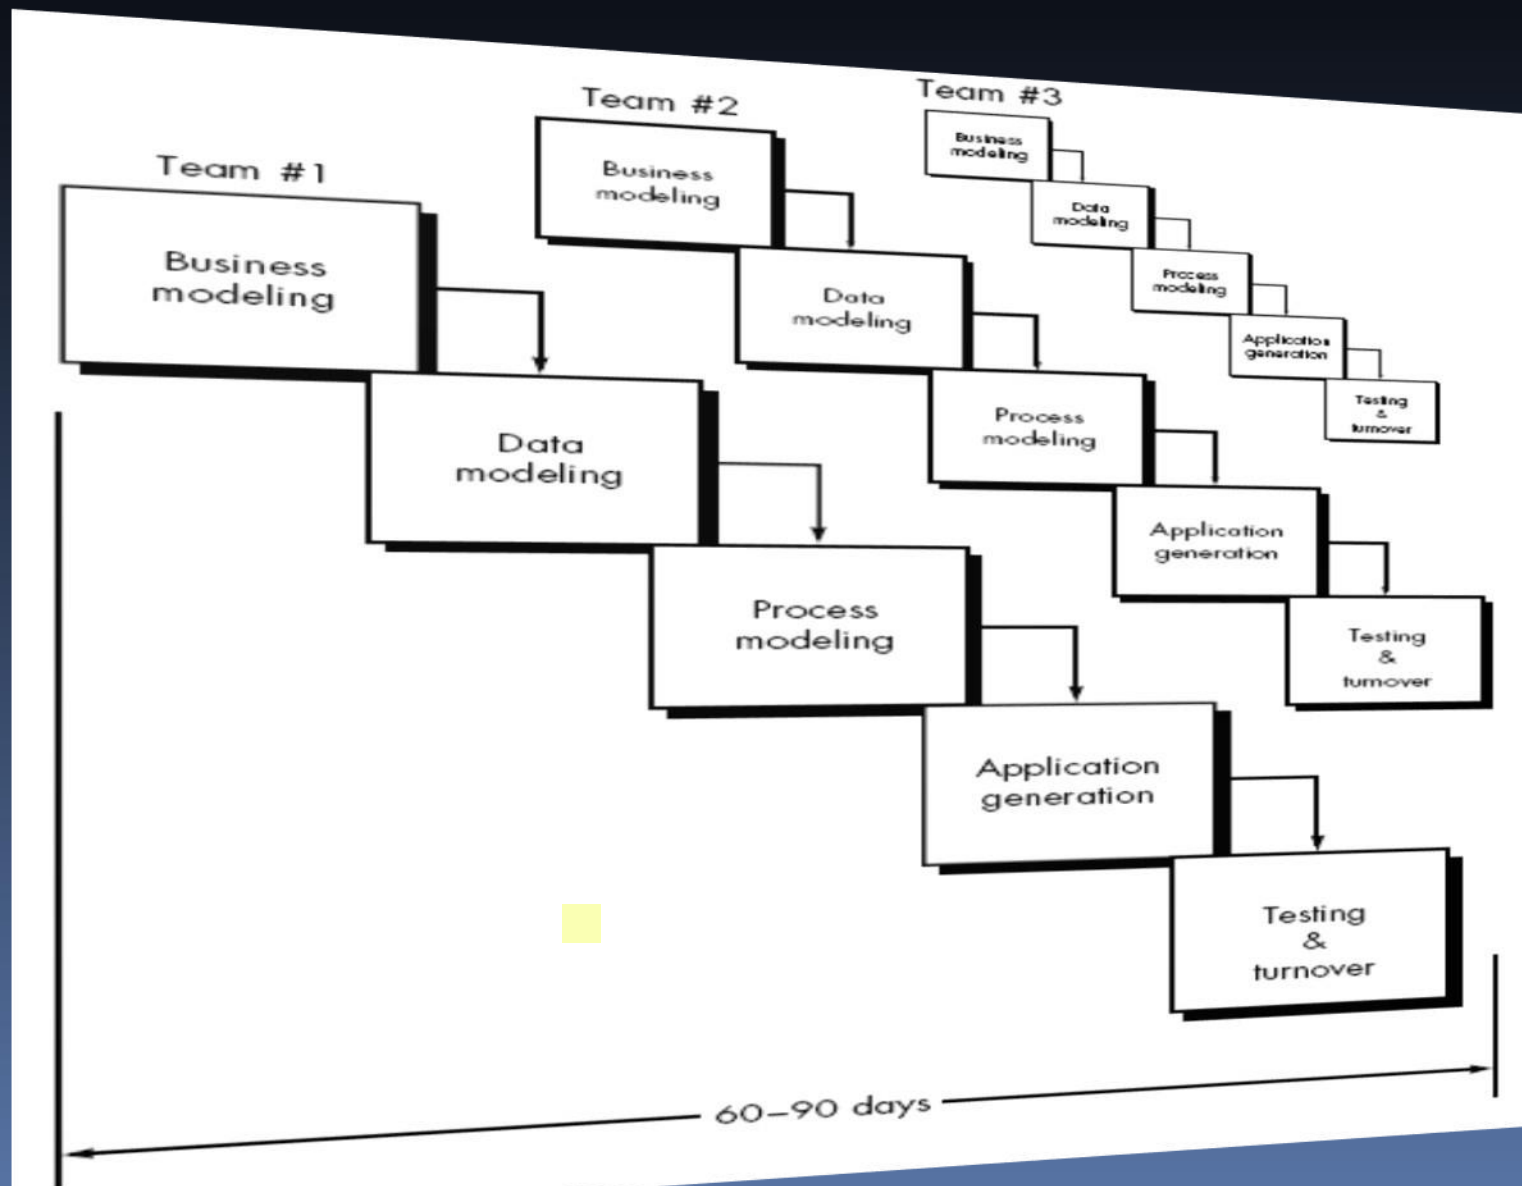 Team #1
Business
modeling
Data
modeling
Process
modeling
Application
generation
Testing
&
turnover
Team #2
Business
modeling
Data
modeling
Process
modeling
Application
generation
Testing
&
turnover
Team #3
Business
modeling
Data
modeling
Process
modeling
Application
generation
Testing
&
turnover
60–90 days